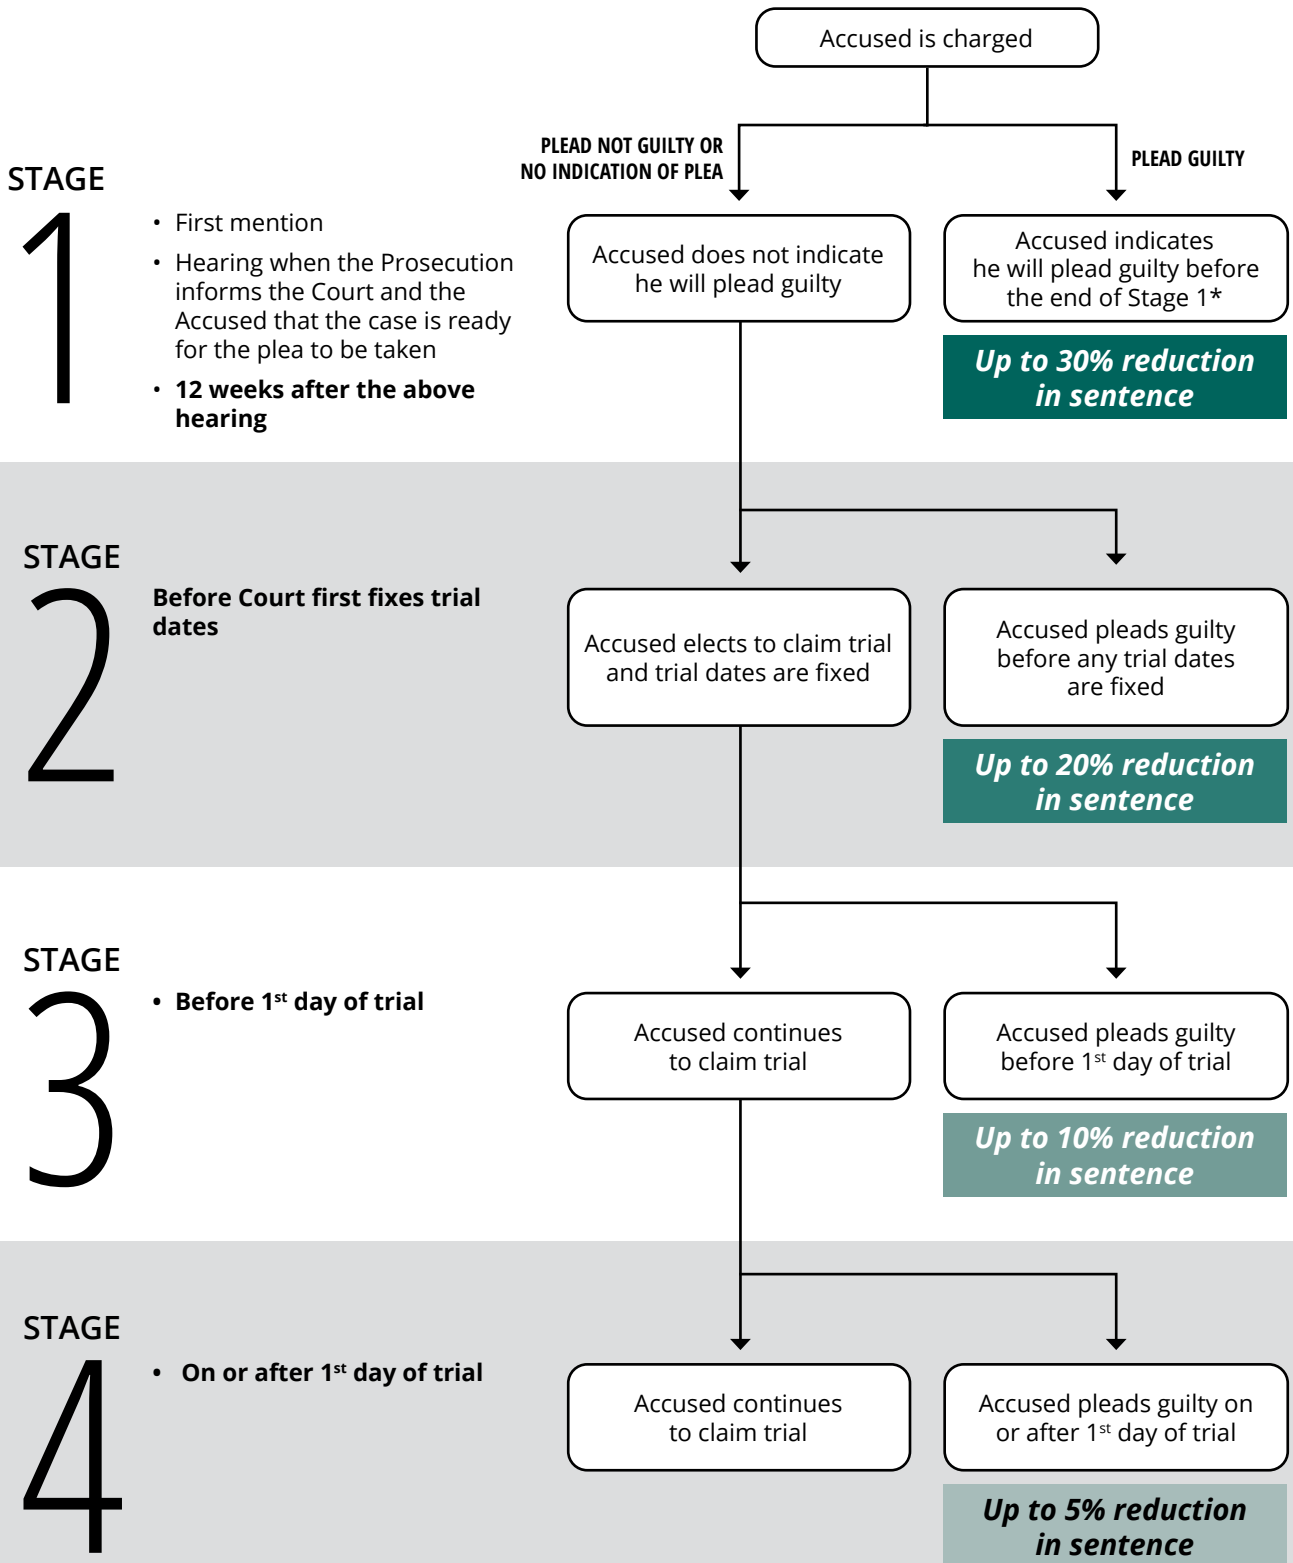 Accused is charged
PLEAD NOT GUILTY OR
NO INDICATION OF PLEA
PLEAD GUILTY
STAGE
1
• First mention
• Hearing when the Prosecution
informs the Court and the
Accused that the case is ready
for the plea to be taken
• 12 weeks after the above
hearing
Accused does not indicate
he will plead guilty
Accused indicates
he will plead guilty before
the end of Stage 1*
Up to 30% reduction
in sentence
STAGE
2
Before Court first fixes trial
dates
Accused elects to claim trial
and trial dates are fixed
Accused pleads guilty
before any trial dates
are fixed
Up to 20% reduction
in sentence
STAGE
3
• Before 1st day of trial
Accused continues
to claim trial
Accused pleads guilty
before 1st day of trial
Up to 10% reduction
in sentence
STAGE
4
• On or after 1st day of trial
Accused continues
to claim trial
Accused pleads guilty on
or after 1st day of trial
Up to 5% reduction
in sentence